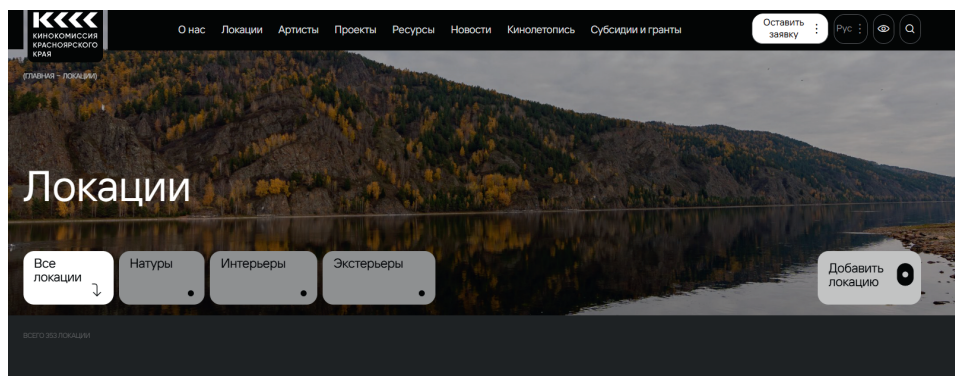 КККК
КИНОКОМИССИЯ
КРАСНОЯРСКОГО
КРАЯ
О нас Локации Артисты Проекты Ресурсы Новости Кинолетопись Субсидии и гранты
Оставить
заявку
Рус
(ГЛАВНАЯ – ЛОКАЦИИ)
Локации
Все
локации
Натуры
Интерьеры
Экстерьеры
Добавить
локацию
ВСЕГО 353 ЛОКАЦИИ